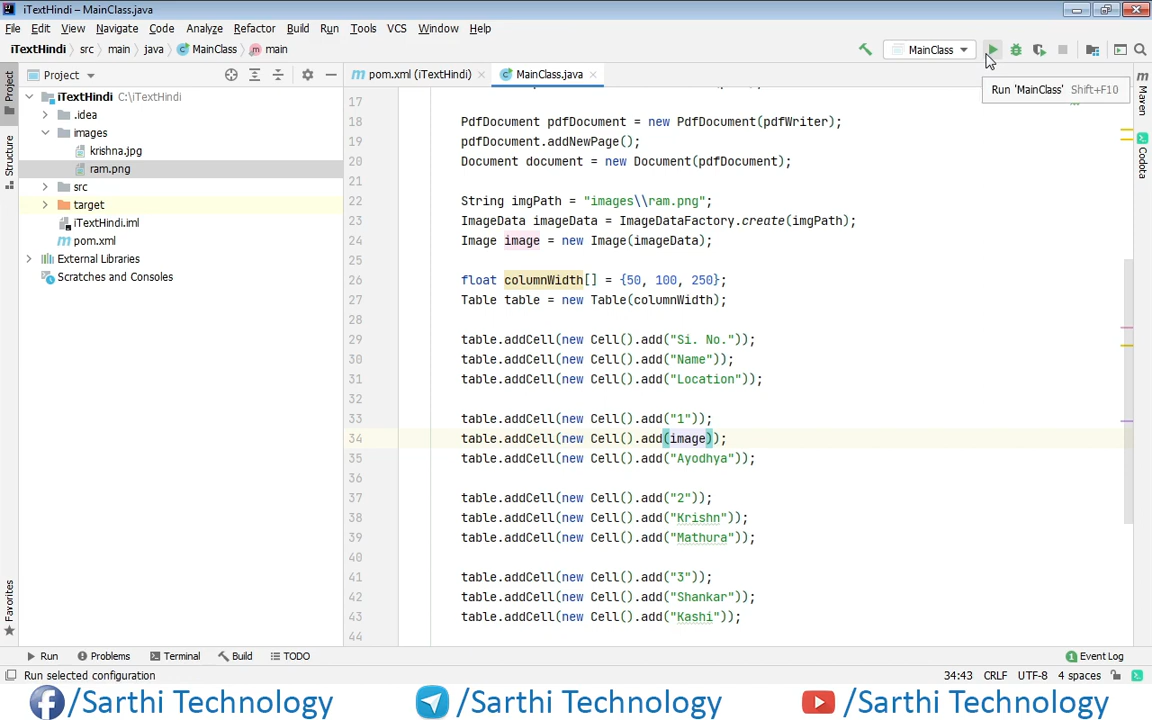 iTextHindi – MainClass.java
File Edit View Navigate Code Analyze Refactor Build Run Tools VCS Window Help
iTextHindi src main java MainClass main MainClass
Project pom.xml (iTextHindi) MainClass.java
Run 'MainClass' Shift+F10
iTextHindi C:\iTextHindi
.idea
images
krishna.jpg
ram.png
src
target
iTextHindi.iml
pom.xml
External Libraries
Scratches and Consoles
Project
Structure
Favorites
17
18 PdfDocument pdfDocument = new PdfDocument(pdfWriter);
19 pdfDocument.addNewPage();
20 Document document = new Document(pdfDocument);
21
22 String imgPath = "images\\ram.png";
23 ImageData imageData = ImageDataFactory.create(imgPath);
24 Image image = new Image(imageData);
25
26 float columnWidth[] = {50, 100, 250};
27 Table table = new Table(columnWidth);
28
29 table.addCell(new Cell().add("Si. No."));
30 table.addCell(new Cell().add("Name"));
31 table.addCell(new Cell().add("Location"));
32
33 table.addCell(new Cell().add("1"));
34 table.addCell(new Cell().add(image));
35 table.addCell(new Cell().add("Ayodhya"));
36
37 table.addCell(new Cell().add("2"));
38 table.addCell(new Cell().add("Krishn"));
39 table.addCell(new Cell().add("Mathura"));
40
41 table.addCell(new Cell().add("3"));
42 table.addCell(new Cell().add("Shankar"));
43 table.addCell(new Cell().add("Kashi"));
44
m Maven
Codota
Run Problems Terminal Build TODO 1 Event Log
Run selected configuration 34:43 CRLF UTF-8 4 spaces
/Sarthi Technology /Sarthi Technology /Sarthi Technology